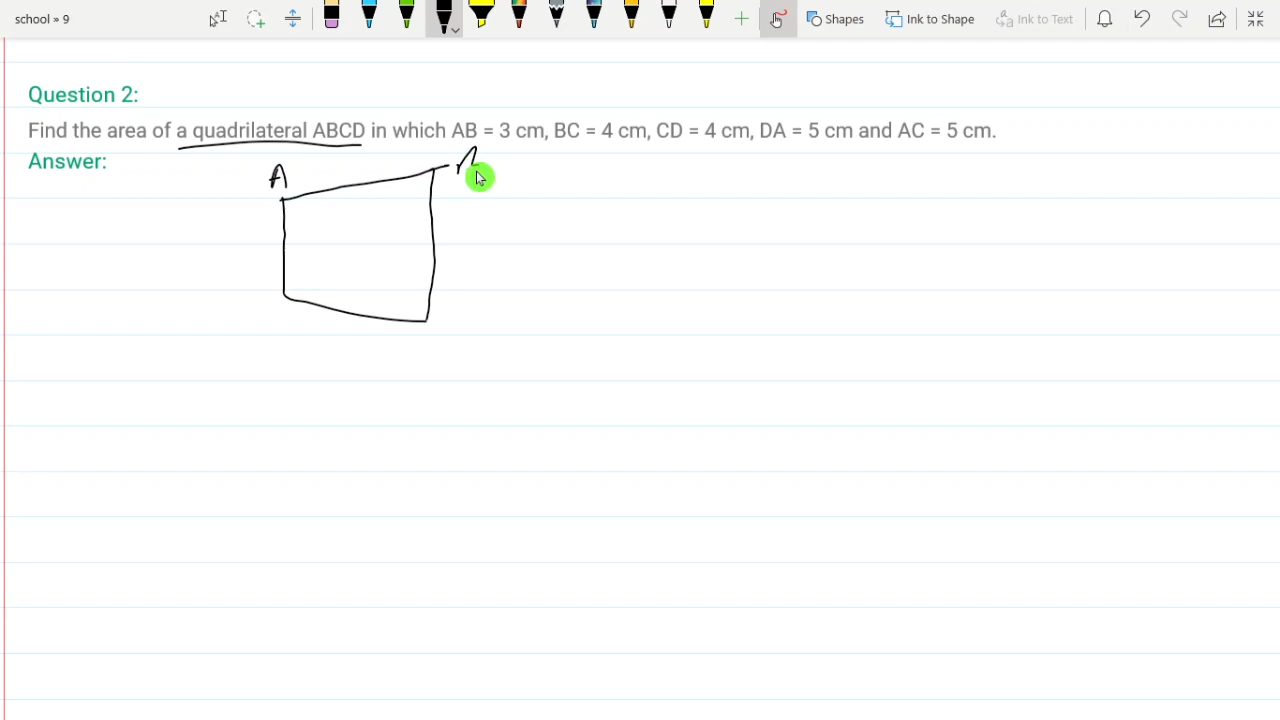 school » 9
Shapes
Ink to Shape
Ink to Text
Question 2:
Find the area of a quadrilateral ABCD in which AB = 3 cm, BC = 4 cm, CD = 4 cm, DA = 5 cm and AC = 5 cm.
Answer:
A